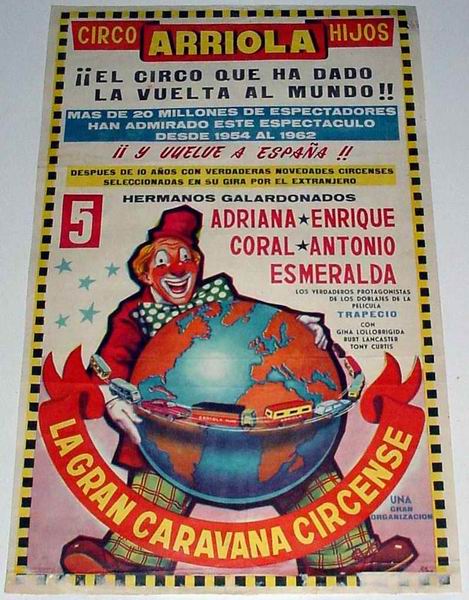 CIRCO ARRIOLA HIJOS
¡¡EL CIRCO QUE HA DADO
LA VUELTA AL MUNDO!!
MAS DE 20 MILLONES DE ESPECTADORES
HAN ADMIRADO ESTE ESPECTACULO
DESDE 1954 AL 1962
¡¡ Y VUELVE A ESPAÑA !!
DESPUES DE 10 AÑOS CON VERDADERAS NOVEDADES CIRCENSES
SELECCIONADAS EN SU GIRA POR EL EXTRANJERO
5
HERMANOS GALARDONADOS
ADRIANA ★ ENRIQUE
CORAL ★ ANTONIO
ESMERALDA
LOS VERDADEROS PROTAGONISTAS
DE LOS DOBLAJES DE LA
PELICULA
TRAPECIO
CON
GINA LOLLOBRIGIDA
BURT LANCASTER
TONY CURTIS
LA GRAN CARAVANA CIRCENSE
UNA
GRAN
ORGANIZACION